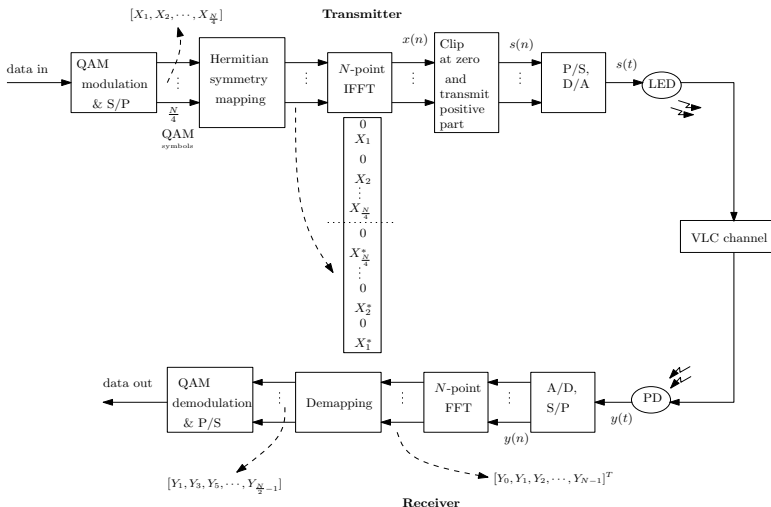 Transmitter
[X_1, X_2, ⋯, X_{N/4}]
data in
QAM
modulation
& S/P
⋮
N/4
QAM
symbols
Hermitian
symmetry
mapping
⋮
N-point
IFFT
x(n)
⋮
Clip
at zero
and
transmit
positive
part
s(n)
⋮
P/S,
D/A
s(t)
LED
0
X_1
0
X_2
⋮
X_{N/4}
0
X^*_{N/4}
⋮
0
X_2^*
0
X_1^*
VLC channel
PD
y(t)
A/D,
S/P
⋮
y(n)
N-point
FFT
⋮
Demapping
⋮
QAM
demodulation
& P/S
data out
[Y_1, Y_3, Y_5, ⋯, Y_{N/2−1}]
[Y_0, Y_1, Y_2, ⋯, Y_{N−1}]^T
Receiver